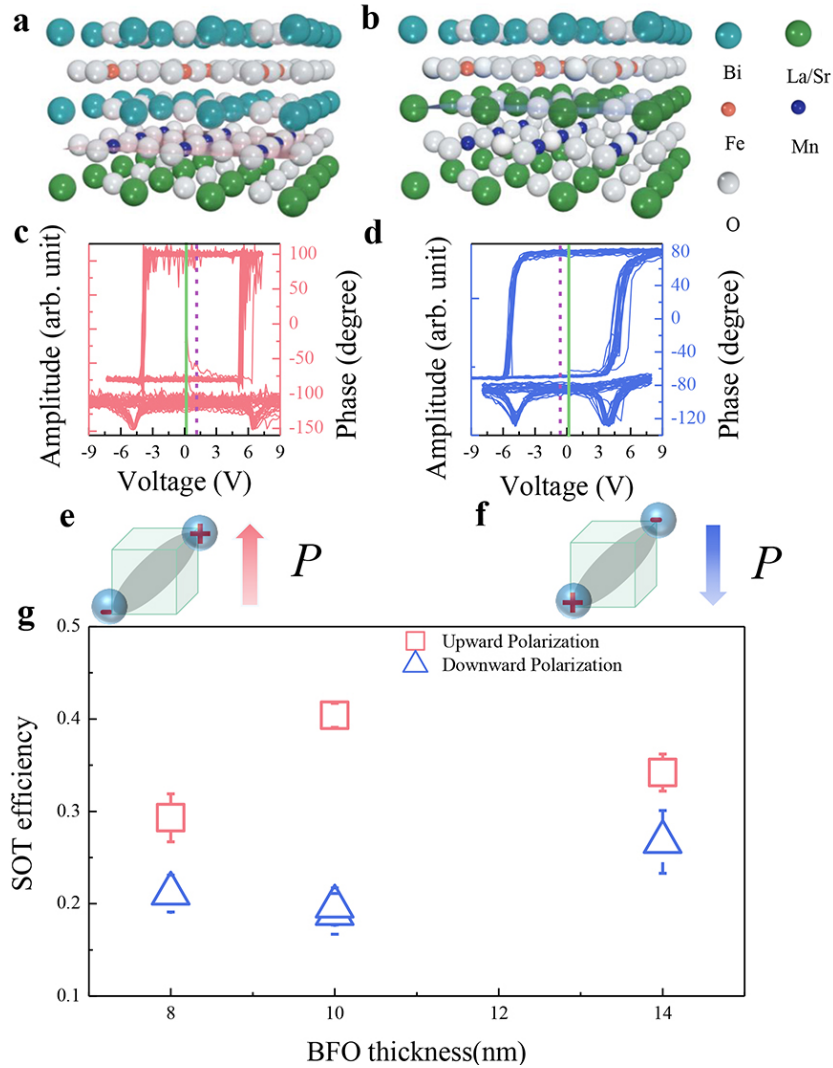 a
b
Bi
La/Sr
Fe
Mn
O
c
Amplitude (arb. unit)
100
50
0
-50
-100
-150
Phase (degree)
-9 -6 -3 0 3 6 9
Voltage (V)
d
Amplitude (arb. unit)
80
40
0
-40
-80
-120
Phase (degree)
-9 -6 -3 0 3 6 9
Voltage (V)
e
+
-
P
f
-
+
P
g
Upward Polarization
Downward Polarization
SOT efficiency
0.5
0.4
0.3
0.2
0.1
8 10 12 14
BFO thickness(nm)